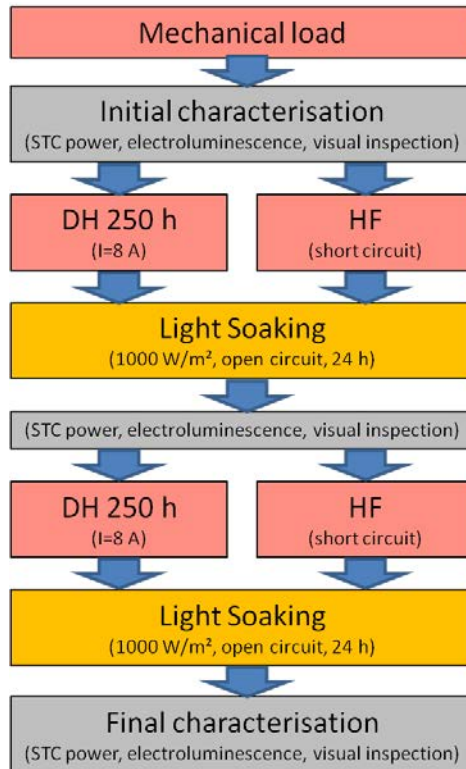 Mechanical load
Initial characterisation
(STC power, electroluminescence, visual inspection)
DH 250 h
(I=8 A)
HF
(short circuit)
Light Soaking
(1000 W/m², open circuit, 24 h)
(STC power, electroluminescence, visual inspection)
DH 250 h
(I=8 A)
HF
(short circuit)
Light Soaking
(1000 W/m², open circuit, 24 h)
Final characterisation
(STC power, electroluminescence, visual inspection)